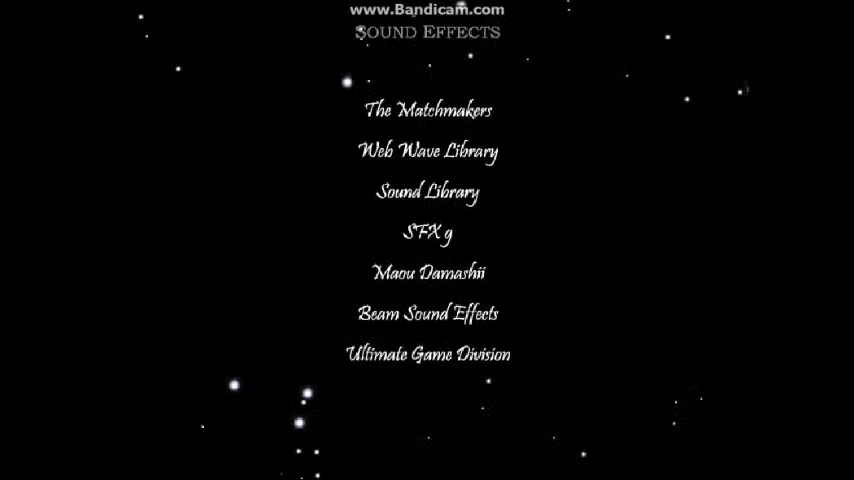 www.Bandicam.com
SOUND EFFECTS
The Matchmakers
Web Wave Library
Sound Library
SFX g
Maou Damashii
Beam Sound Effects
Ultimate Game Division